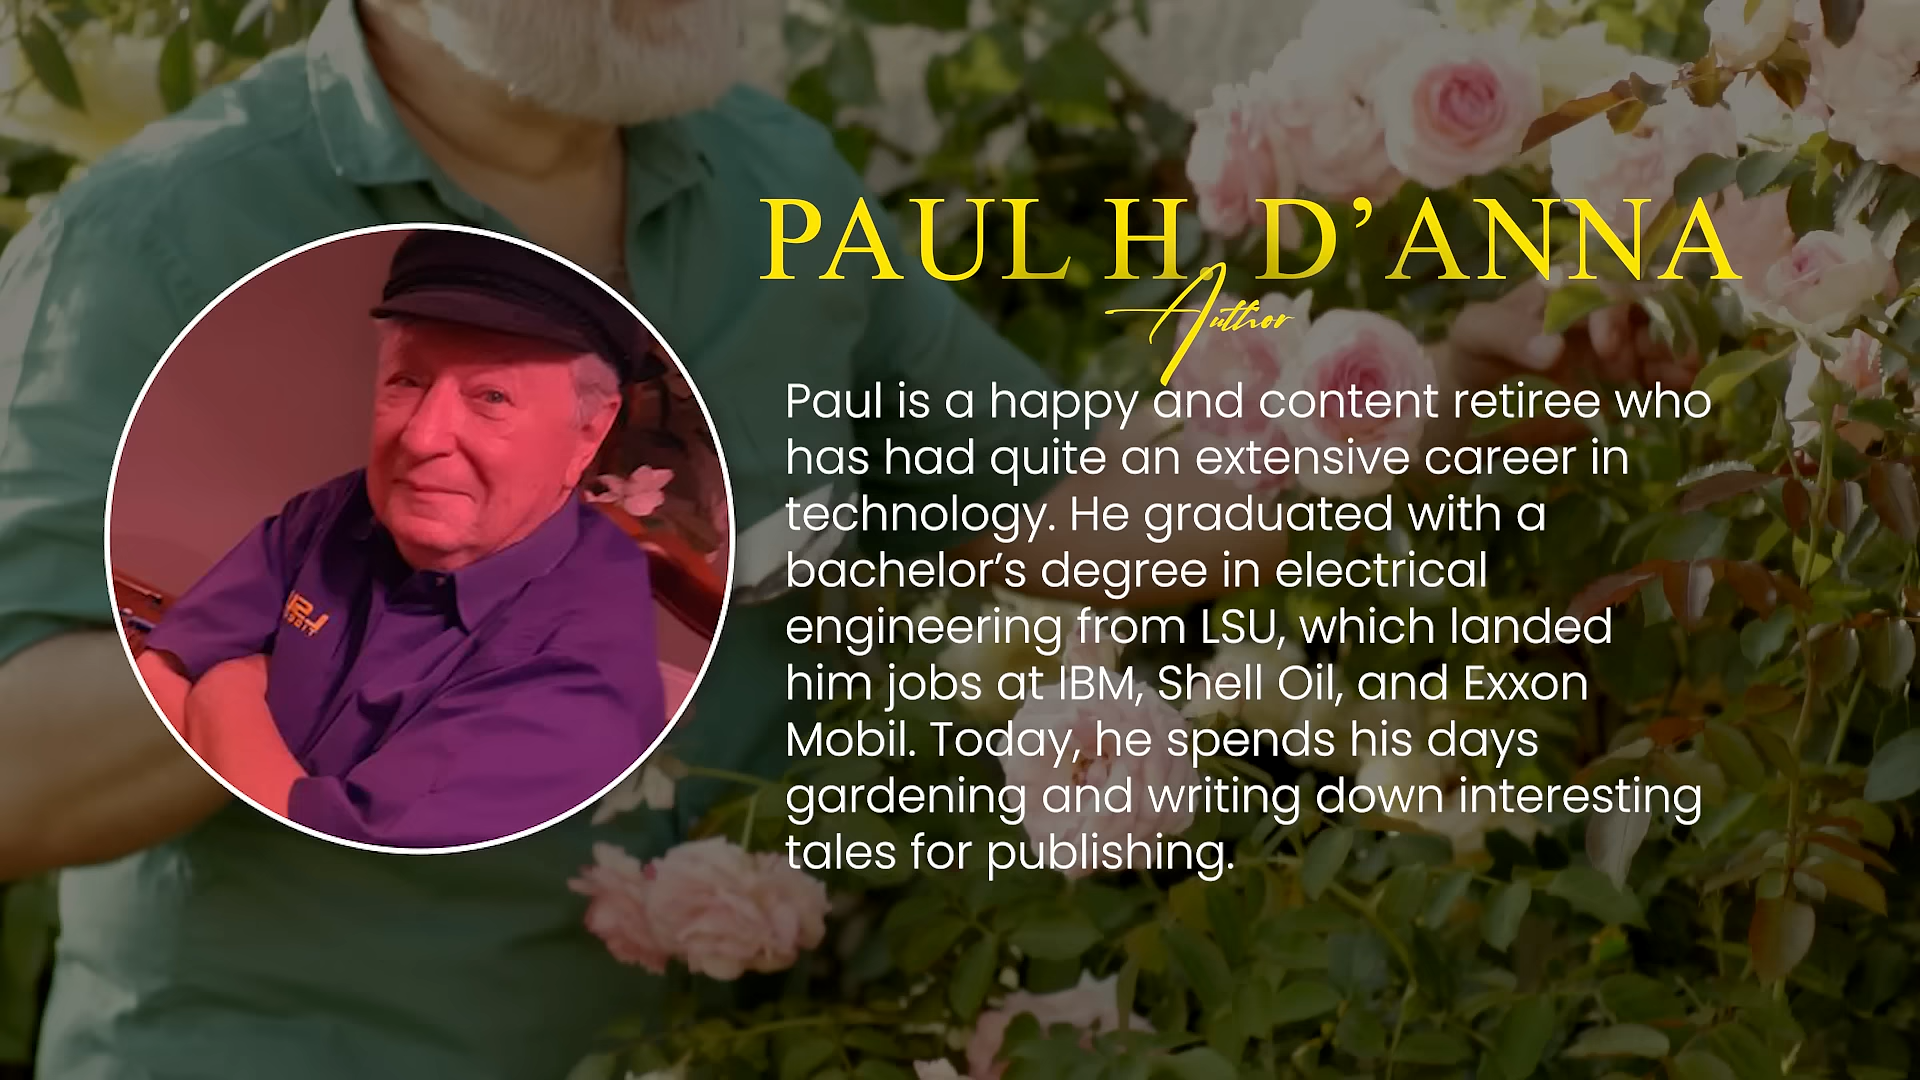 PAUL H. D’ANNA
Author
Paul is a happy and content retiree who
has had quite an extensive career in
technology. He graduated with a
bachelor’s degree in electrical
engineering from LSU, which landed
him jobs at IBM, Shell Oil, and Exxon
Mobil. Today, he spends his days
gardening and writing down interesting
tales for publishing.